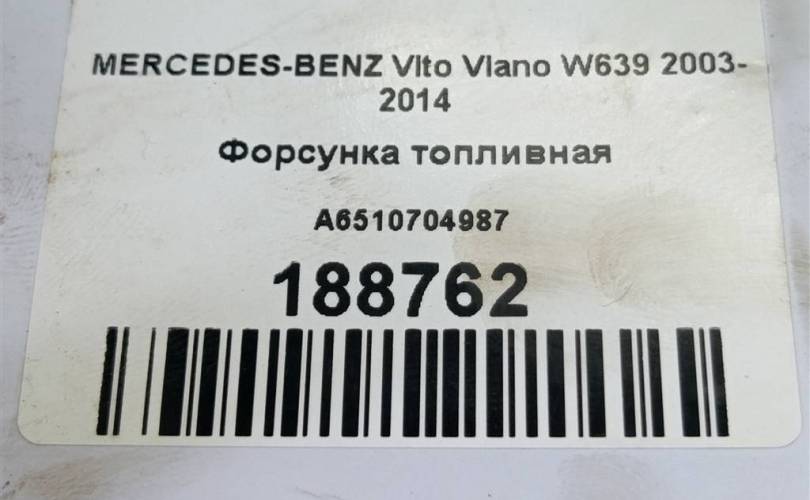 MERCEDES-BENZ VIto VIano W639 2003-
2014
Форсунка топливная
A6510704987
188762